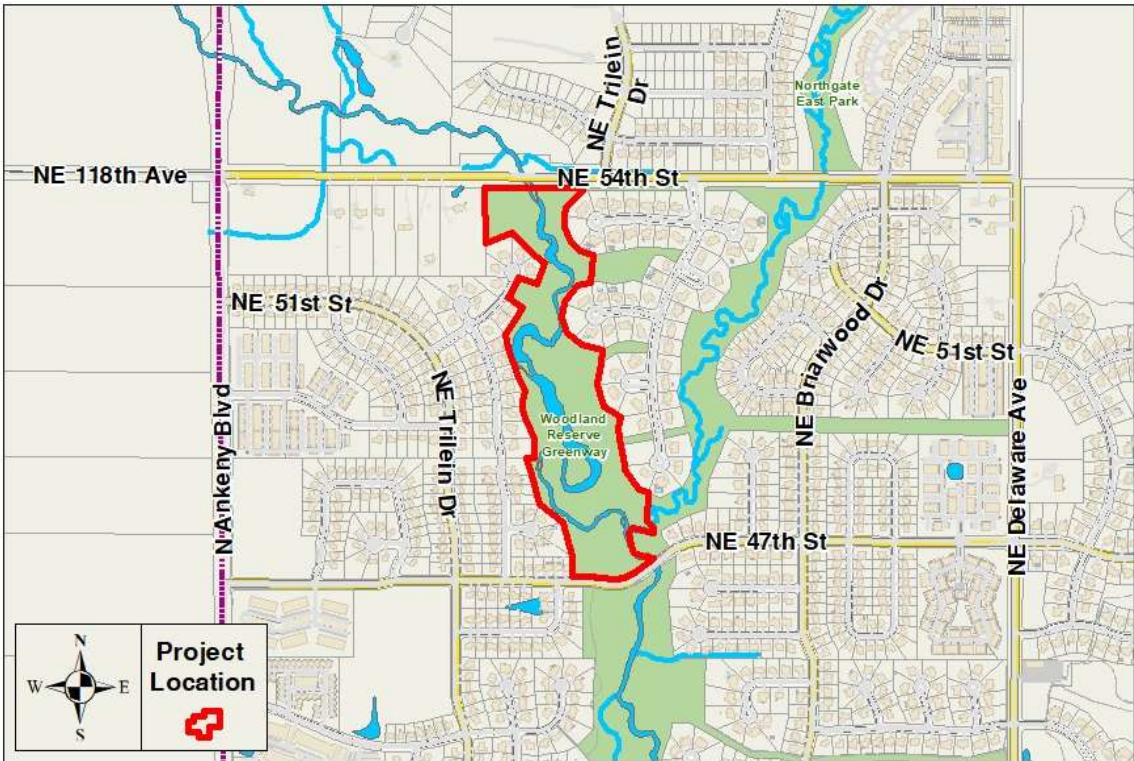 NE Trilein
Dr
Northgate
East Park
NE 118th Ave
NE 54th St
NE 51st St
NE Briarwood Dr
NE 51st St
N Ankeny Blvd
NE Trilein Dr
Woodland
Reserve
Greenway
NE Delaware Ave
NE 47th St
N
W
E
S
Project
Location